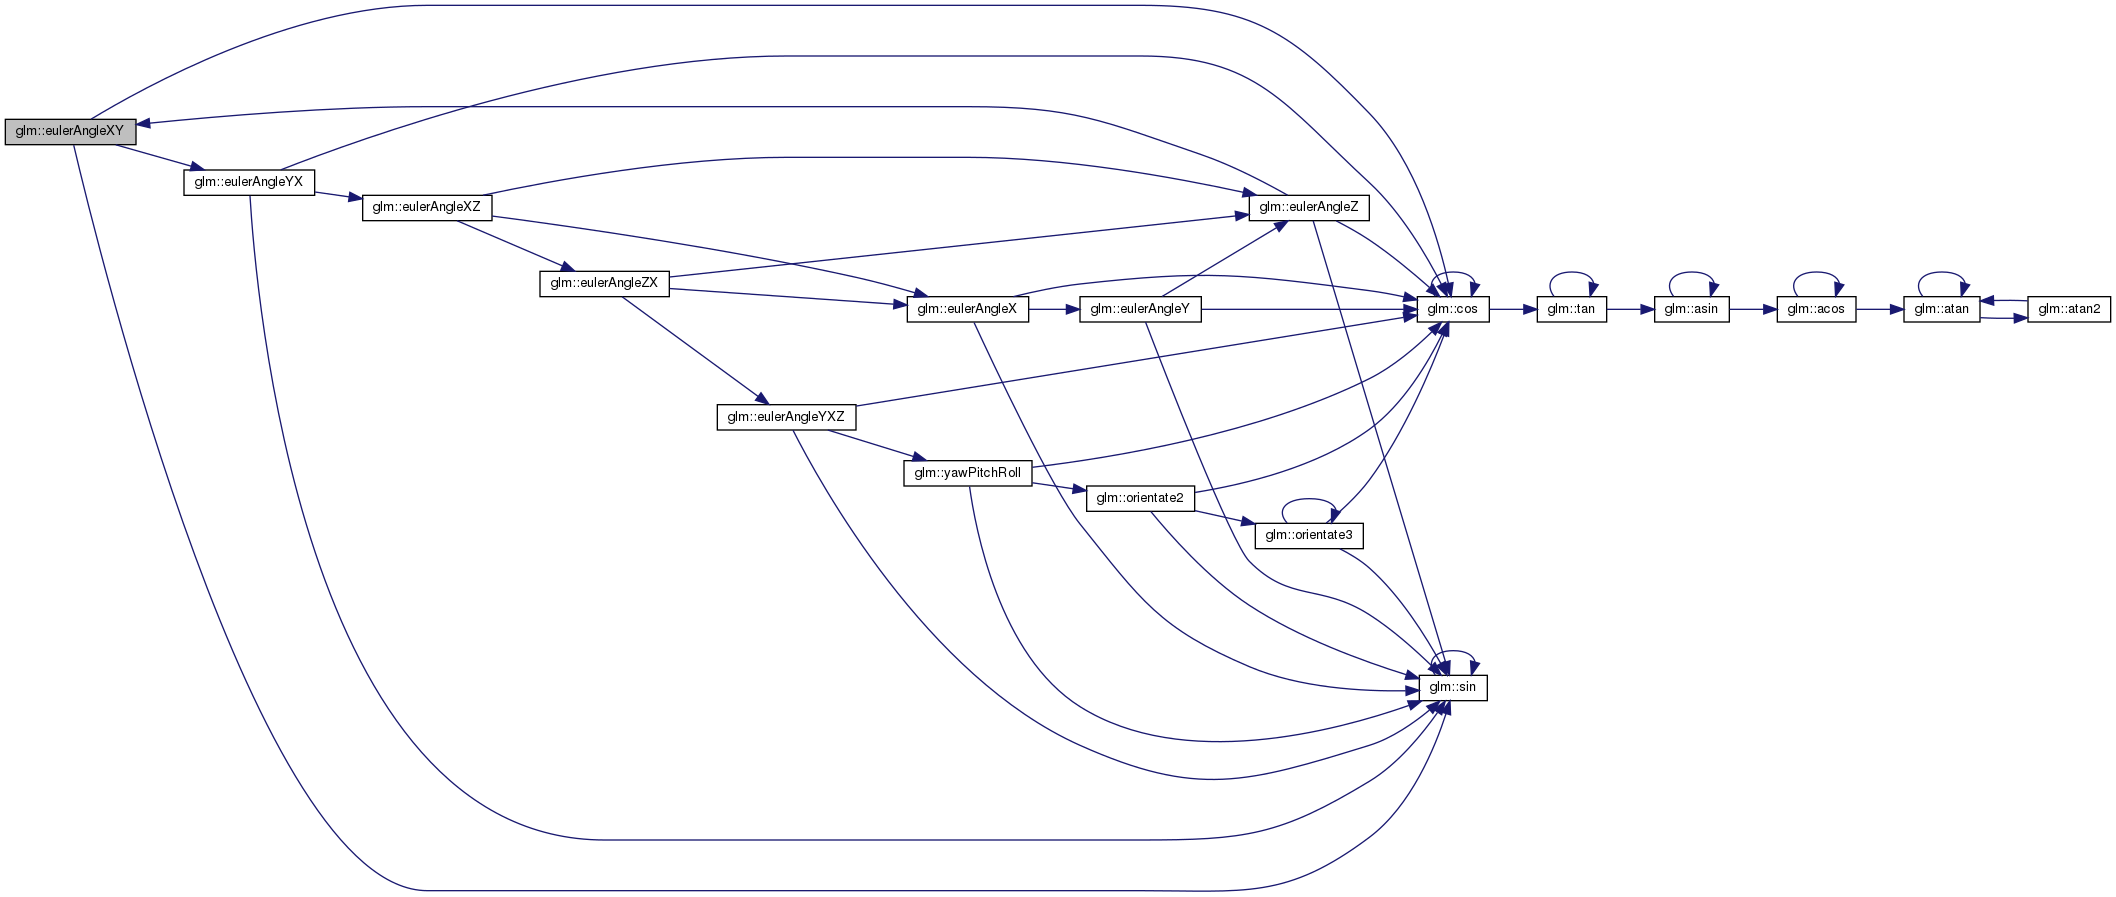 glm::eulerAngleXY
glm::eulerAngleYX
glm::eulerAngleXZ
glm::eulerAngleZ
glm::eulerAngleZX
glm::eulerAngleX
glm::eulerAngleY
glm::cos
glm::tan
glm::asin
glm::acos
glm::atan
glm::atan2
glm::eulerAngleYXZ
glm::yawPitchRoll
glm::orientate2
glm::orientate3
glm::sin